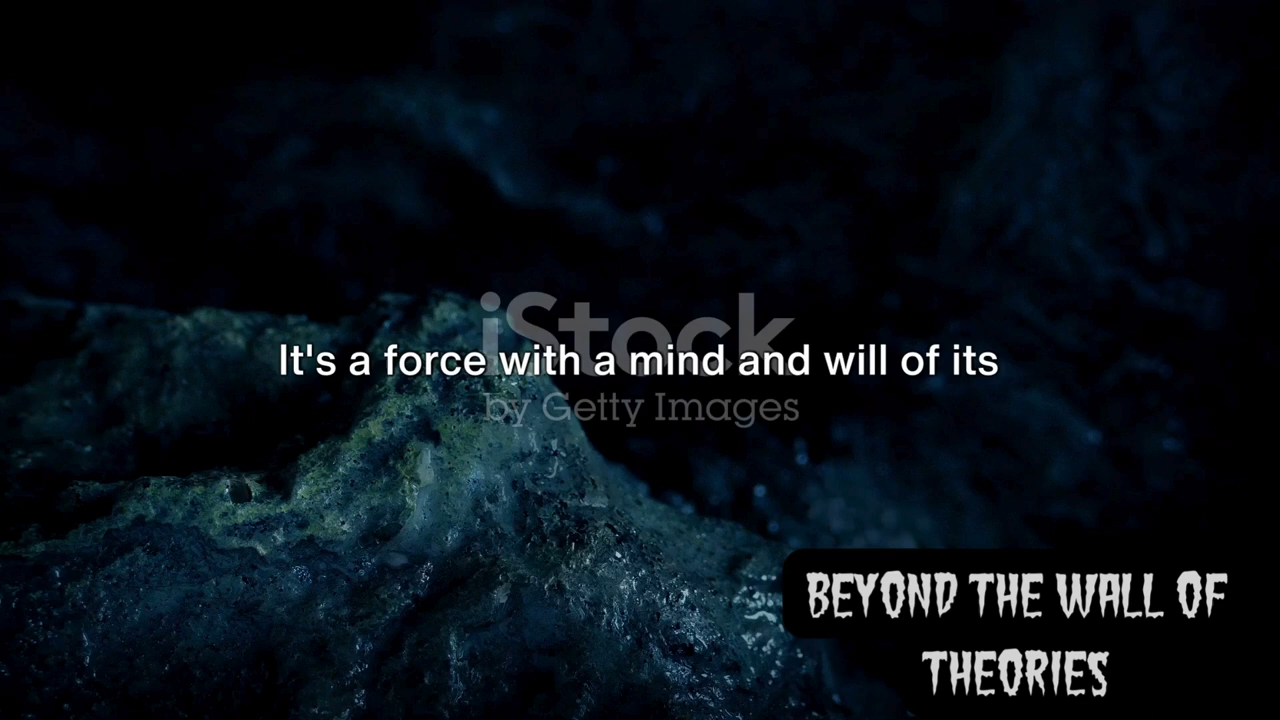 iStock
It's a force with a mind and will of its
by Getty Images
BEYOND THE WALL OF
THEORIES